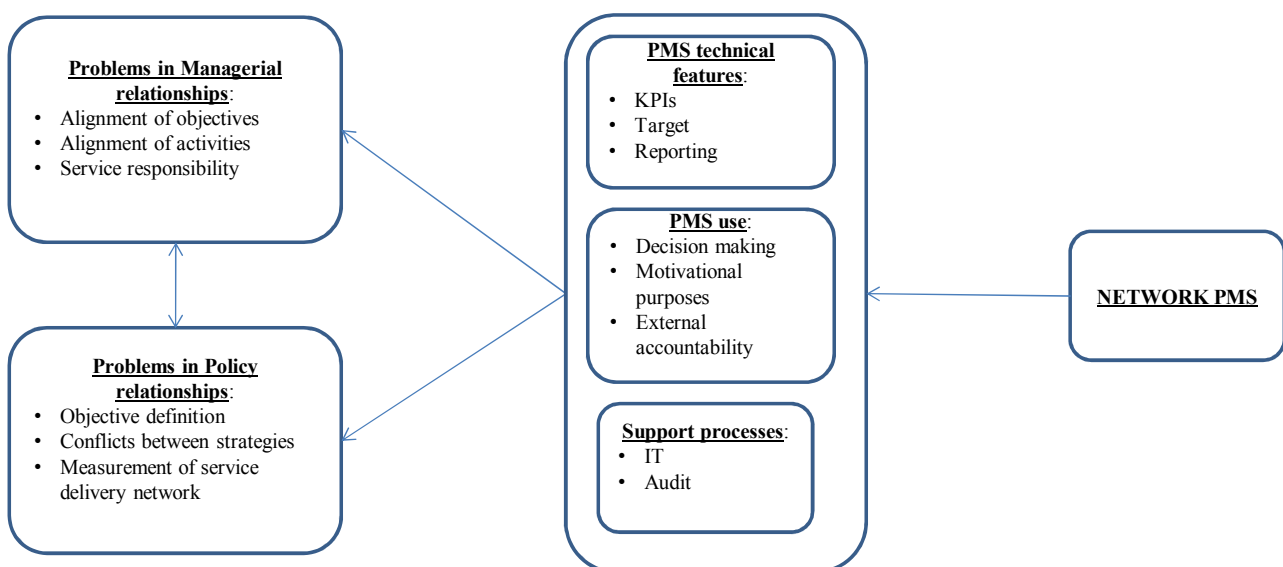 Problems in Managerial
relationships:
• Alignment of objectives
• Alignment of activities
• Service responsibility
Problems in Policy
relationships:
• Objective definition
• Conflicts between strategies
• Measurement of service
delivery network
PMS technical
features:
• KPIs
• Target
• Reporting
PMS use:
• Decision making
• Motivational
purposes
• External
accountability
Support processes:
• IT
• Audit
NETWORK PMS